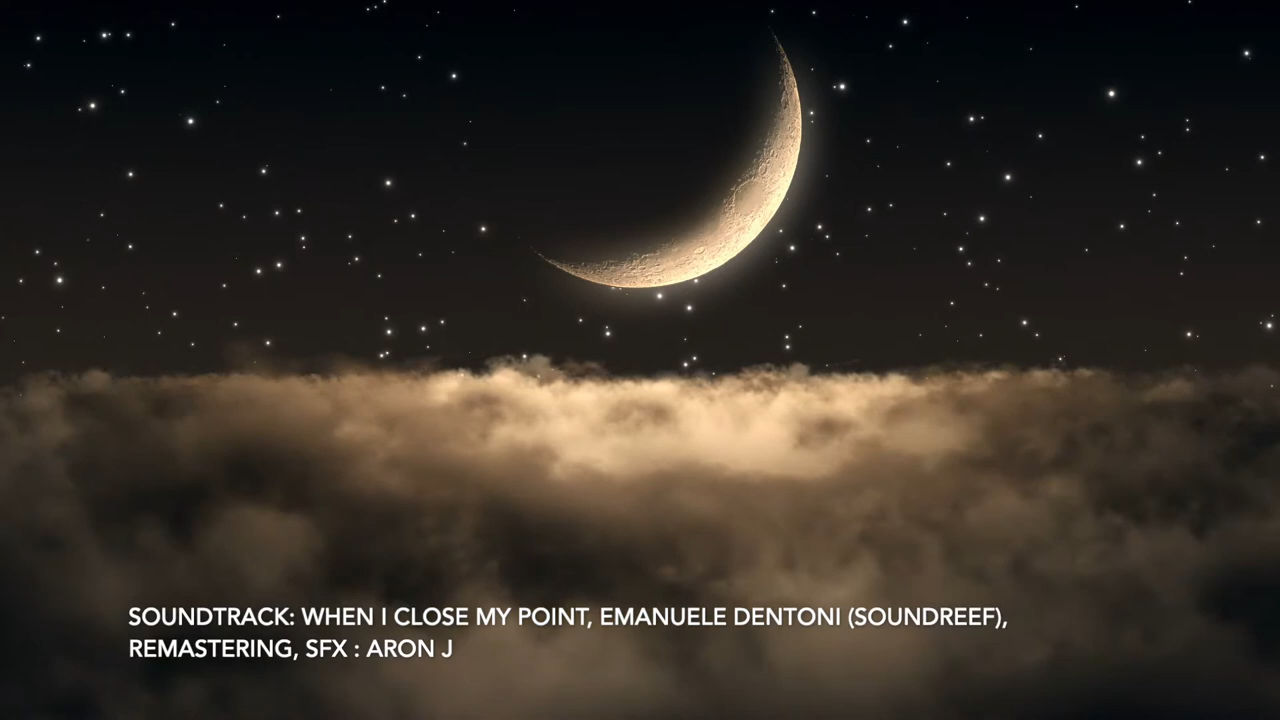 SOUNDTRACK: WHEN I CLOSE MY POINT, EMANUELE DENTONI (SOUNDREEF),
REMASTERING, SFX : ARON J